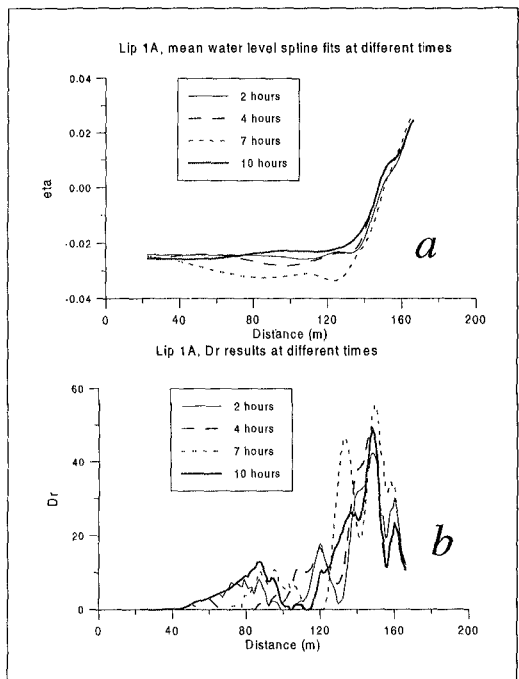 Lip 1A, mean water level spline fits at different times
2 hours
4 hours
7 hours
10 hours
eta
0.04
0.02
0.00
-0.02
-0.04
0
40
80
120
160
200
Distance (m)
a
Lip 1A, Dr results at different times
2 hours
4 hours
7 hours
10 hours
Dr
60
40
20
0
0
40
80
120
160
200
Distance (m)
b